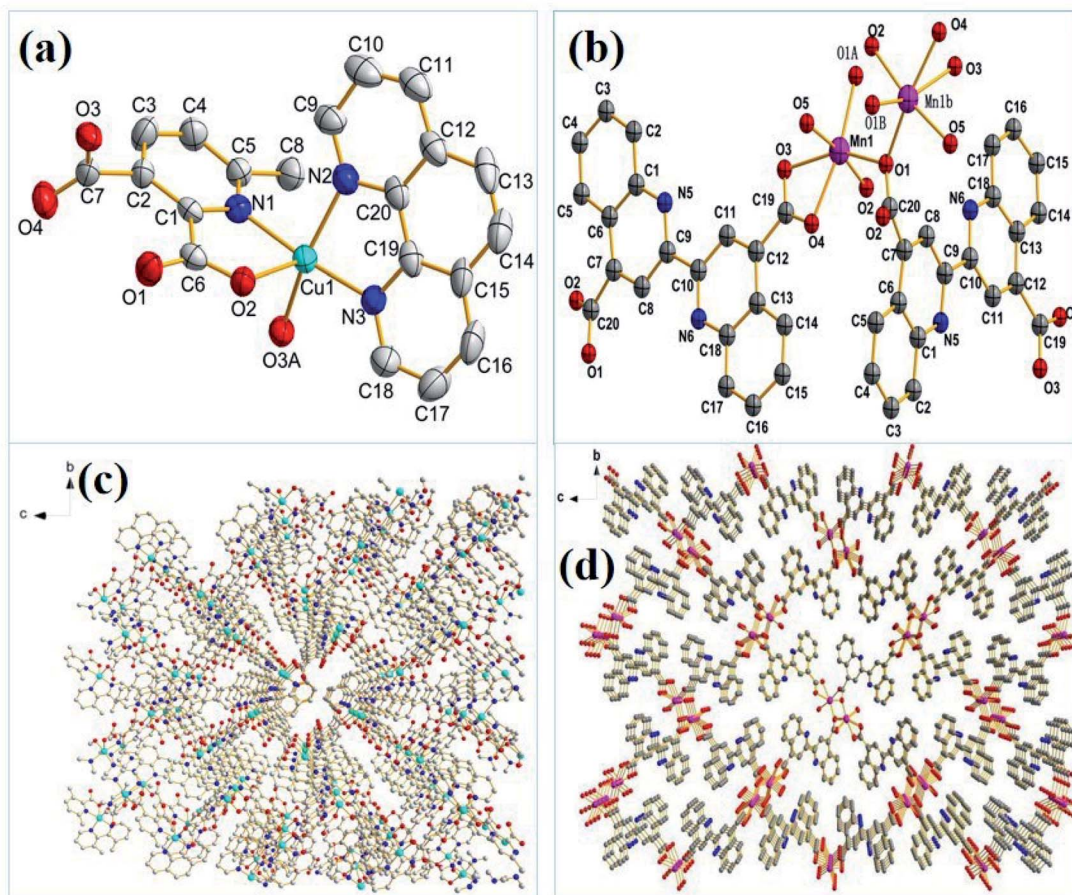 (a)
C10
C11
C9
O3
C3
C4
C12
C5
C8
N2
C13
C7
C2
C20
N1
O4
C1
C19
C14
C6
Cu1
C15
O1
O2
N3
O3A
C18
C16
C17
(b)
O2
O4
O1A
O3
C3
Mn1b
C4
C2
O5
O1B
C16
Mn1
O5
C17
C15
C1
O3
O1
C18
C5
N5
C19
O2
C20
N6
C14
C11
O2
C8
C6
O4
C9
C13
C9
C12
C7
C7
C10
C12
C10
O2
C8
C6
C11
C20
C13
C5
O
N6
C14
N5
C19
C18
C1
O1
C4
C2
O3
C17
C15
C16
C3
b
c
(c)
b
c
(d)